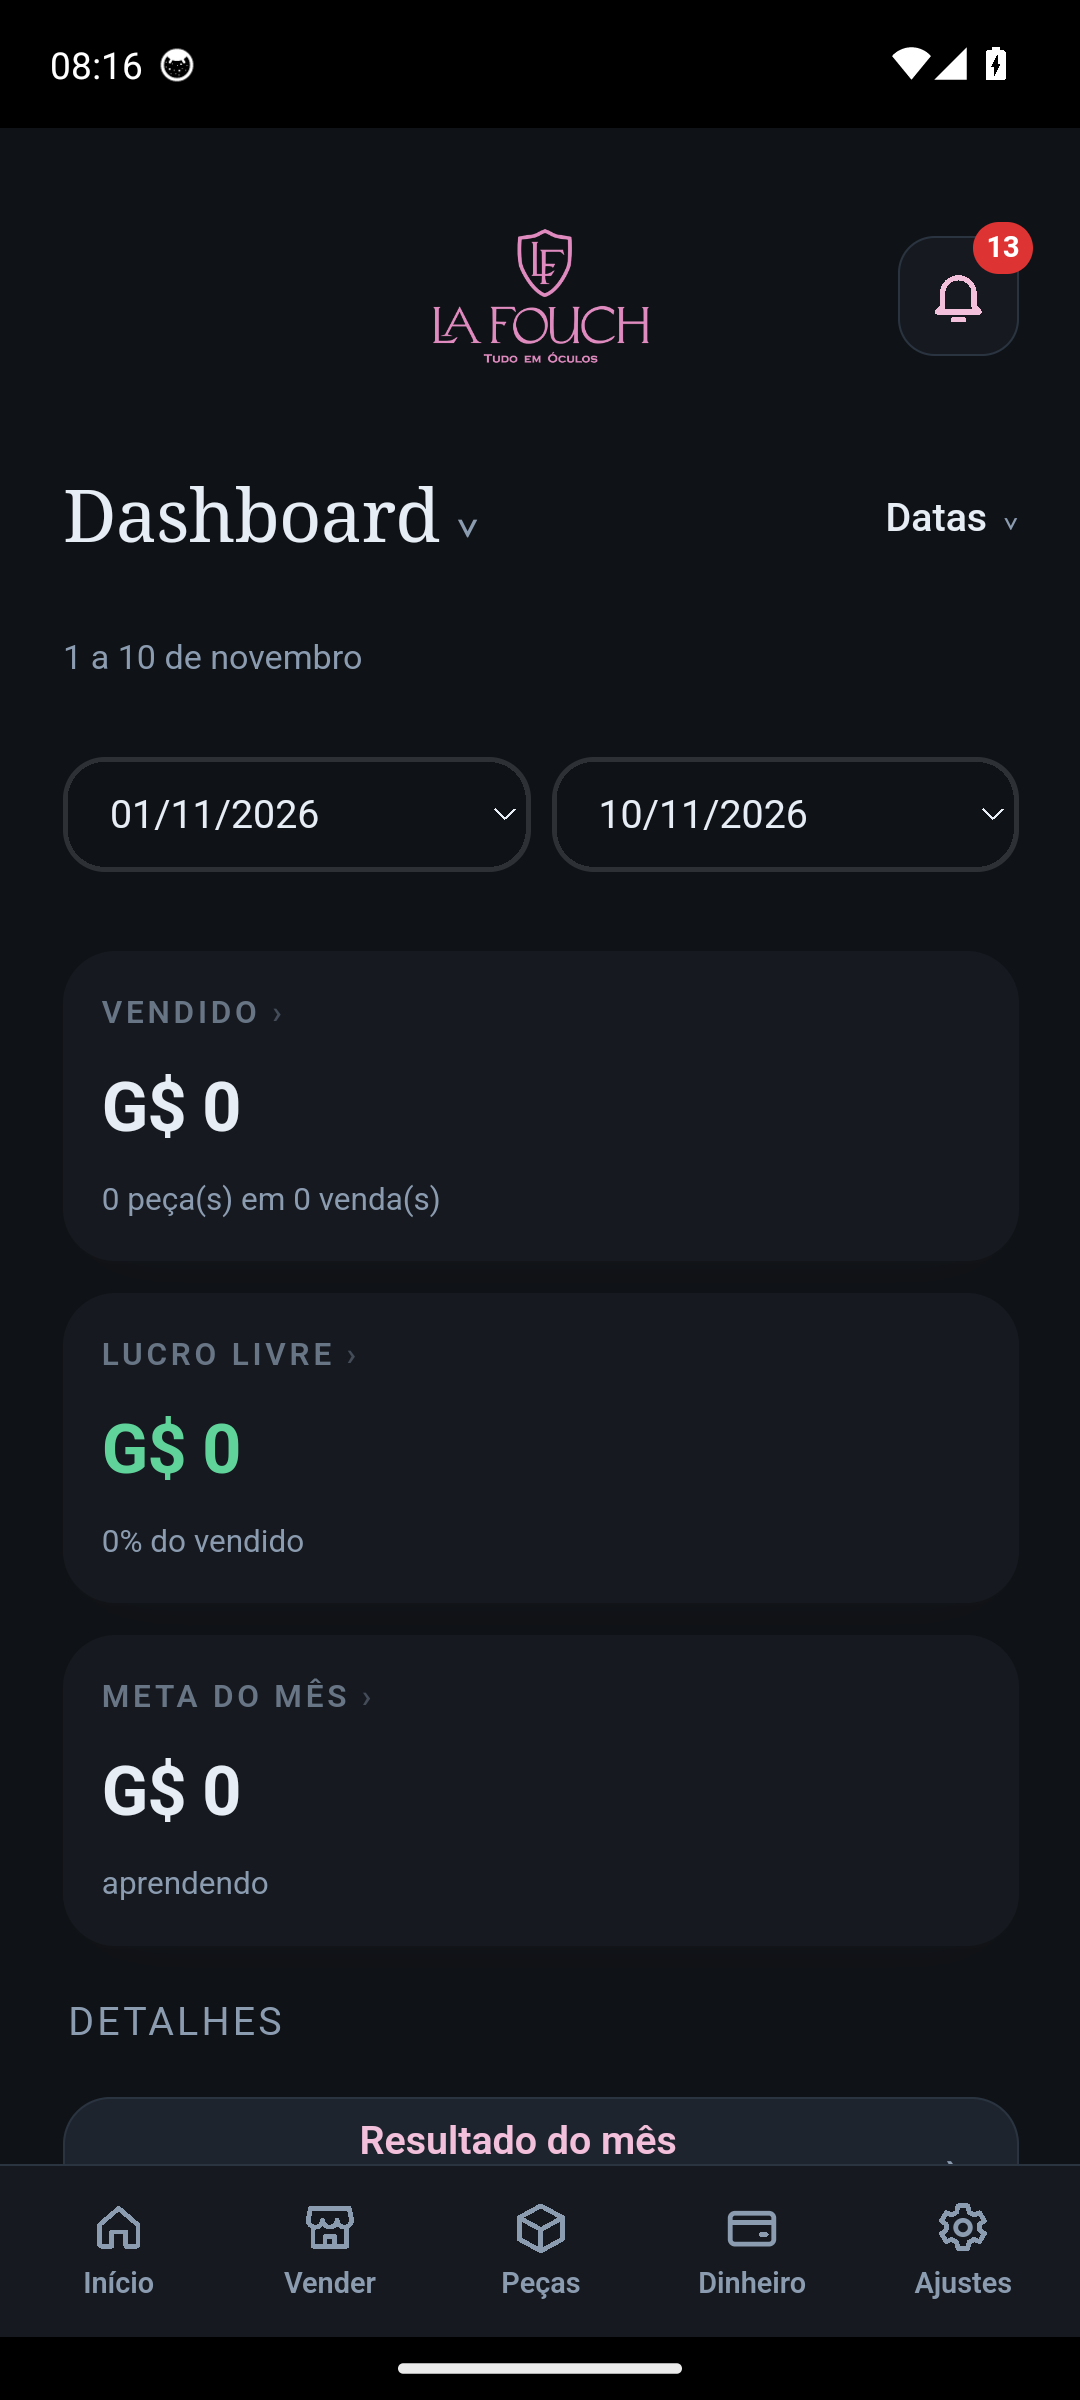 08:16
13
LF
LA FOUCH
TUDO EM ÓCULOS
Dashboard
Datas
1 a 10 de novembro
01/11/2026
10/11/2026
VENDIDO ›
G$ 0
0 peça(s) em 0 venda(s)
LUCRO LIVRE ›
G$ 0
0% do vendido
META DO MÊS ›
G$ 0
aprendendo
DETALHES
Resultado do mês
Início
Vender
Peças
Dinheiro
Ajustes